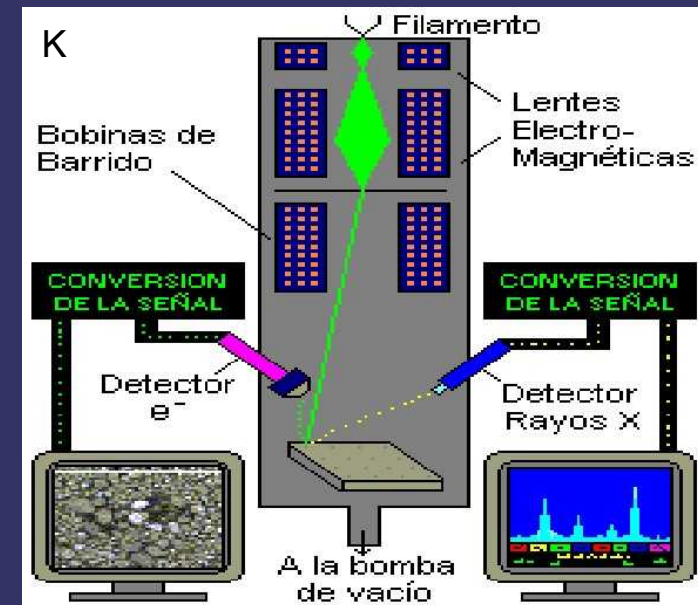 K
Filamento
Lentes
Electro-
Magnéticas
Bobinas de
Barrido
CONVERSION
DE LA SEÑAL
CONVERSION
DE LA SEÑAL
Detector
e⁻
Detector
Rayos X
A la bomba
de vacío